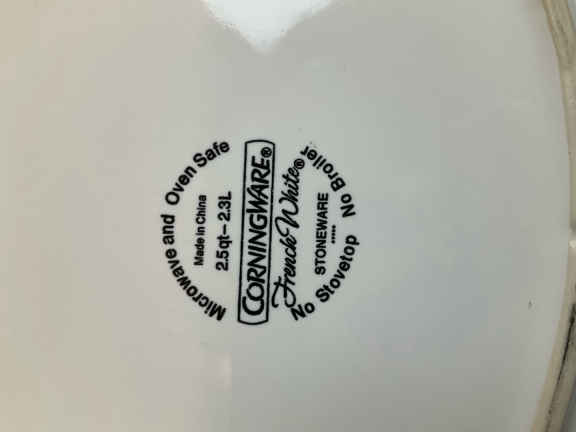 Microwave and Oven Safe
Made in China
2.5qt–2.3L
CORNINGWARE®
French White®
STONEWARE
*****
No Stovetop No Broiler